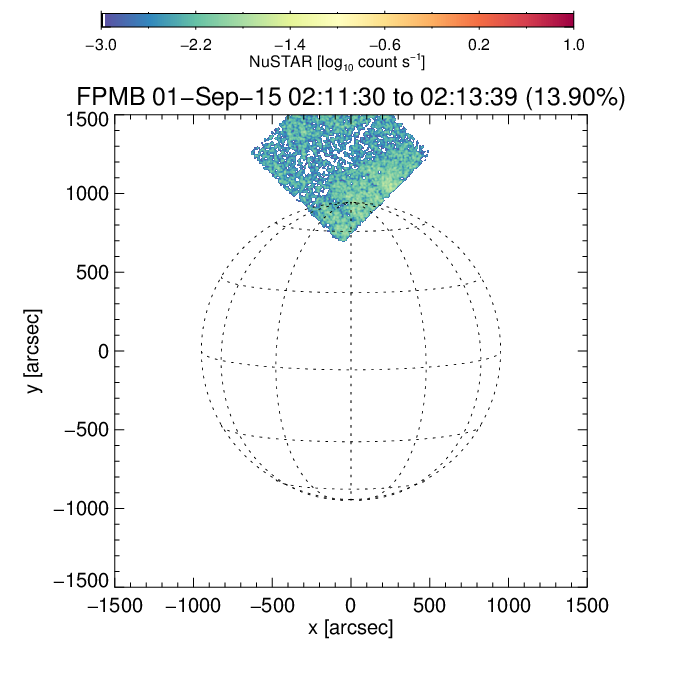 −3.0 −2.2 −1.4 −0.6 0.2 1.0
NuSTAR [log₁₀ count s⁻¹]
FPMB 01−Sep−15 02:11:30 to 02:13:39 (13.90%)
1500
1000
500
0
−500
−1000
−1500
y [arcsec]
−1500 −1000 −500 0 500 1000 1500
x [arcsec]